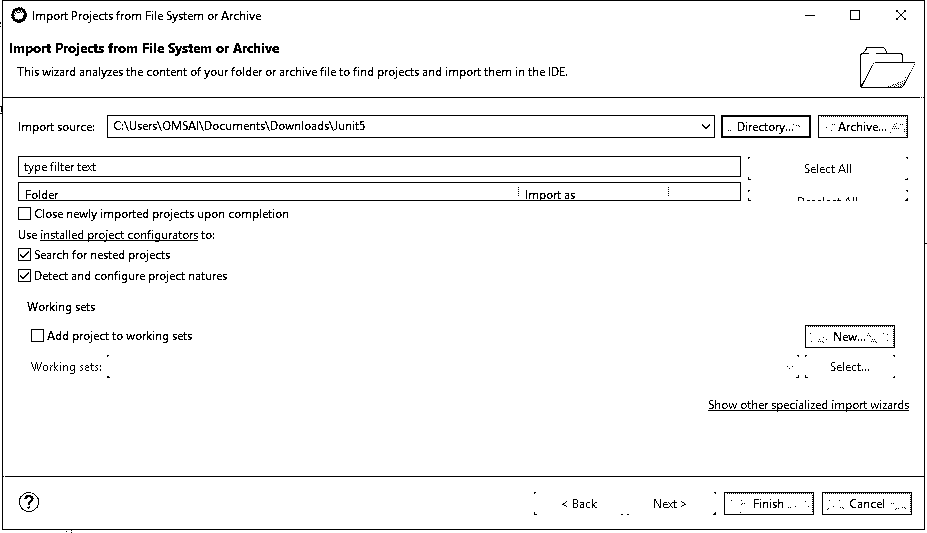 Import Projects from File System or Archive
Import Projects from File System or Archive
This wizard analyzes the content of your folder or archive file to find projects and import them in the IDE.
Import source: C:\Users\OMSAI\Documents\Downloads\Junit5 Directory... Archive...
type filter text Select All
Folder Import as Deselect All
Close newly imported projects upon completion
Use installed project configurators to:
Search for nested projects
Detect and configure project natures
Working sets
Add project to working sets New...
Working sets: Select...
Show other specialized import wizards
? < Back Next > Finish Cancel